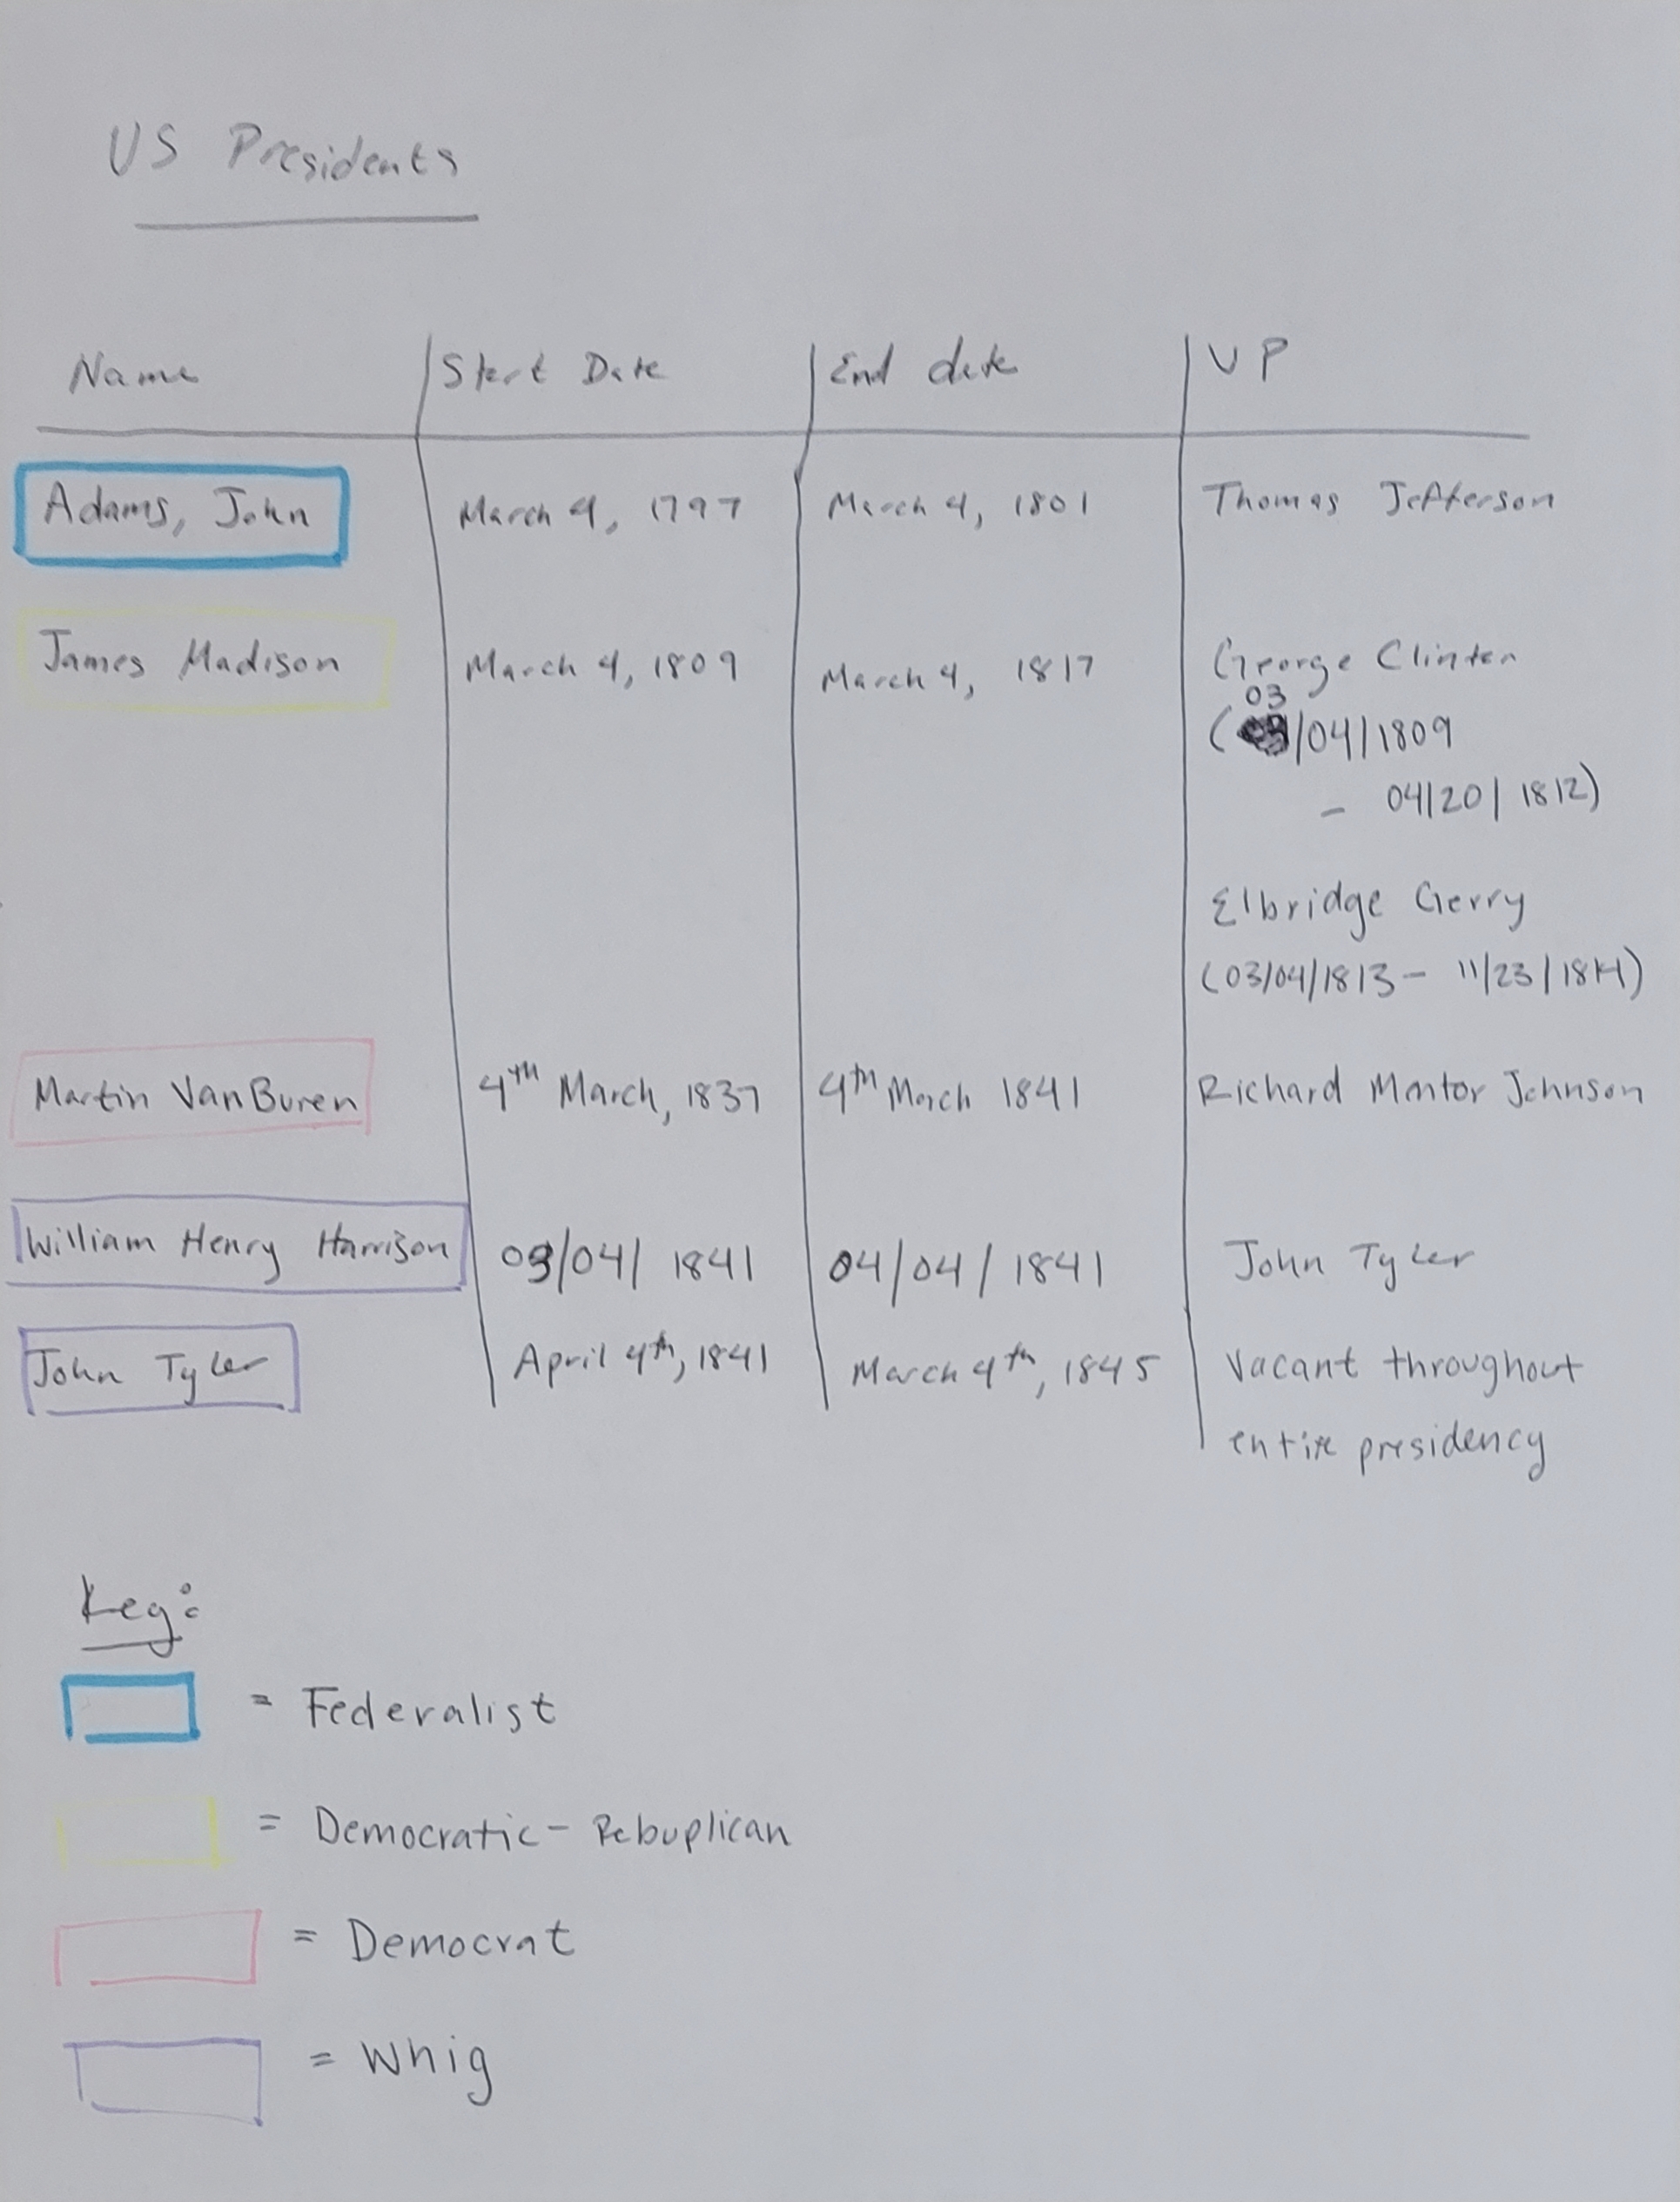 US Presidents
Name Start Date End date VP
Adams, John March 4, 1797 March 4, 1801 Thomas Jefferson
James Madison March 4, 1809 March 4, 1817 George Clinton
03
( /04/1809
- 04/20/1812)
Elbridge Gerry
(03/04/1813 - 11/23/1814)
Martin Van Buren 4th March, 1837 4th March 1841 Richard Mentor Johnson
William Henry Harrison 03/04/1841 04/04/1841 John Tyler
John Tyler April 4th, 1841 March 4th, 1845 Vacant throughout
entire presidency
Key:
= Federalist
= Democratic-Rebuplican
= Democrat
= Whig